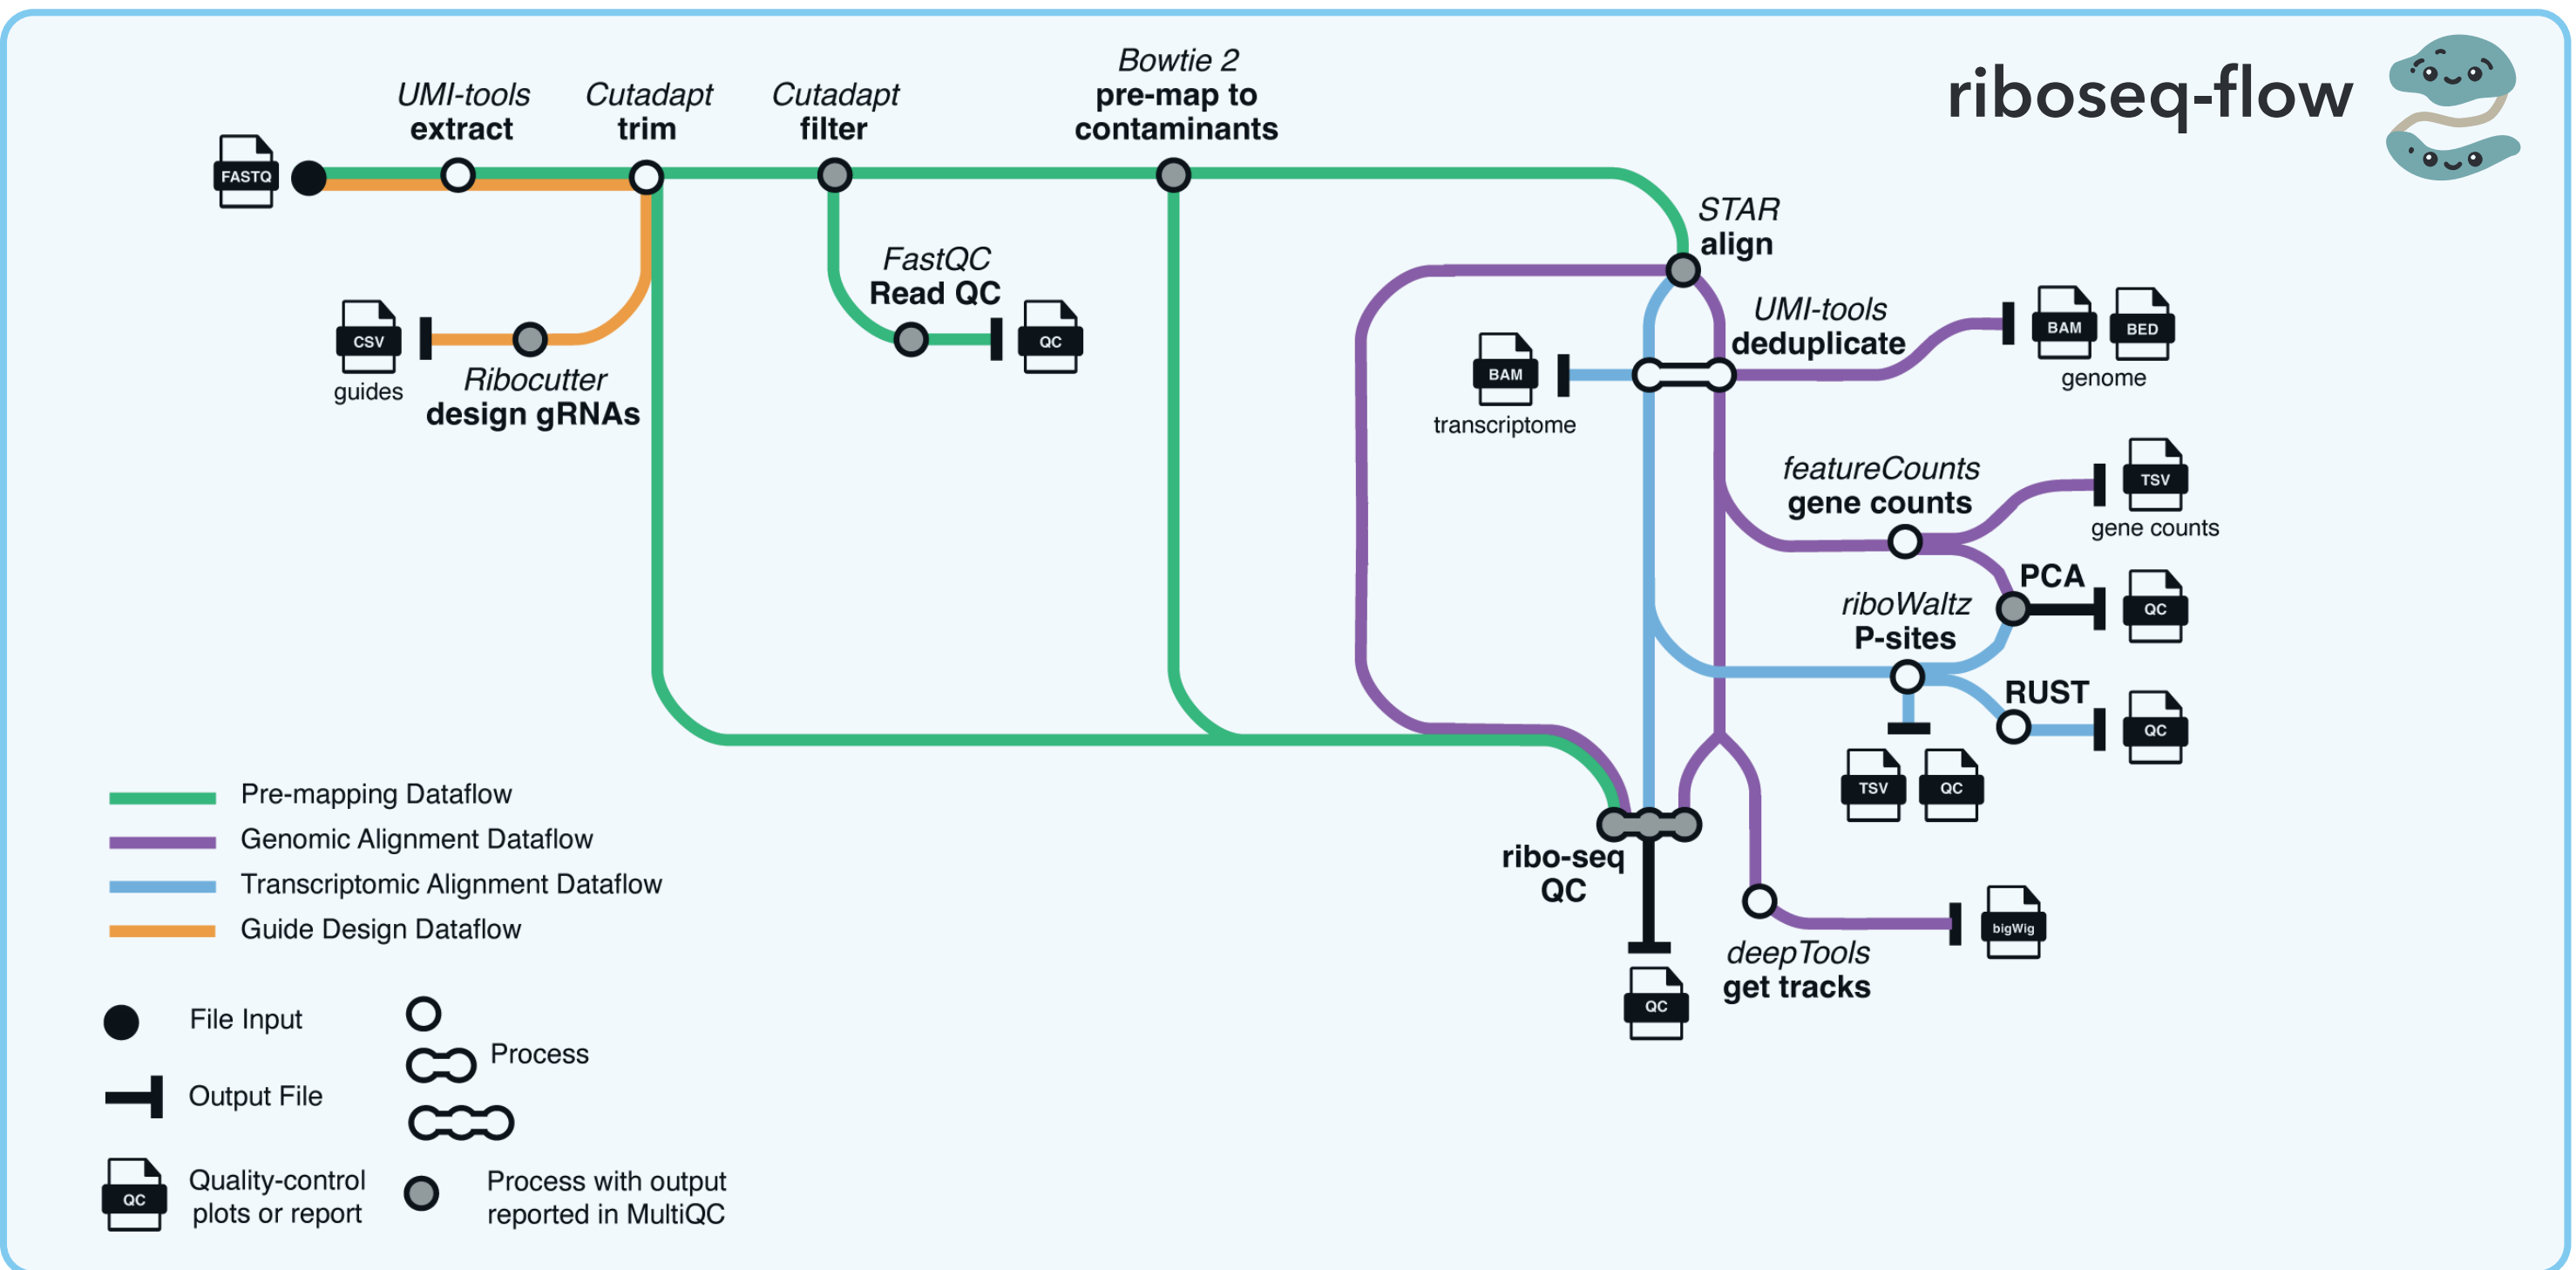 riboseq-flow
UMI-tools
extract
Cutadapt
trim
Cutadapt
filter
Bowtie 2
pre-map to
contaminants
FASTQ
STAR
align
FastQC
Read QC
QC
CSV
guides
Ribocutter
design gRNAs
UMI-tools
deduplicate
BAM
BED
genome
BAM
transcriptome
featureCounts
gene counts
TSV
gene counts
PCA
QC
riboWaltz
P-sites
RUST
QC
TSV
QC
ribo-seq
QC
QC
deepTools
get tracks
bigWig
Pre-mapping Dataflow
Genomic Alignment Dataflow
Transcriptomic Alignment Dataflow
Guide Design Dataflow
File Input
Process
Output File
QC
Quality-control
plots or report
Process with output
reported in MultiQC